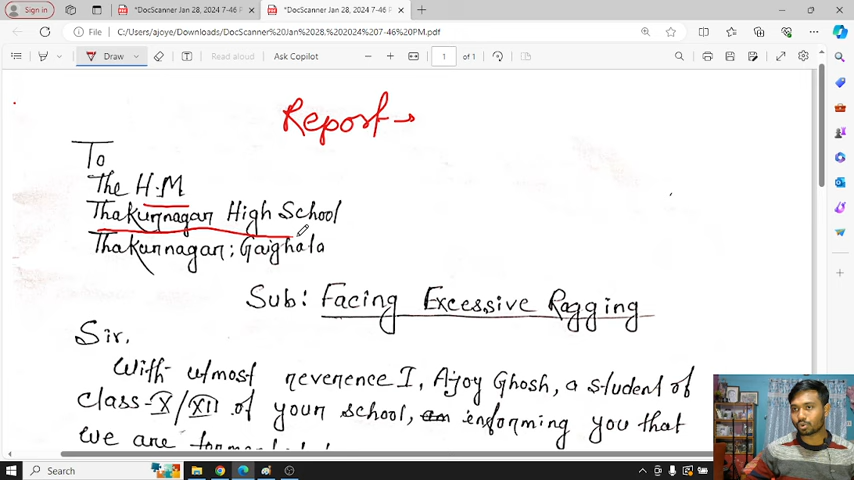 Sign in
*DocScanner Jan 28, 2024 7-46 P
*DocScanner Jan 28, 2024 7-46 P
File
C:/Users/ajoye/Downloads/DocScanner%20Jan%2028,%202024%207-46%20PM.pdf
Draw
Read aloud
Ask Copilot
1
of 1
Report →
To
The H.M
Thakurnagar High School
Thakurnagar; Gaighata
Sub: Facing Excessive Ragging
Sir,
With utmost reverence I, Ajoy Ghosh, a student of
class-X/XII of your school, informing you that
we are
Search